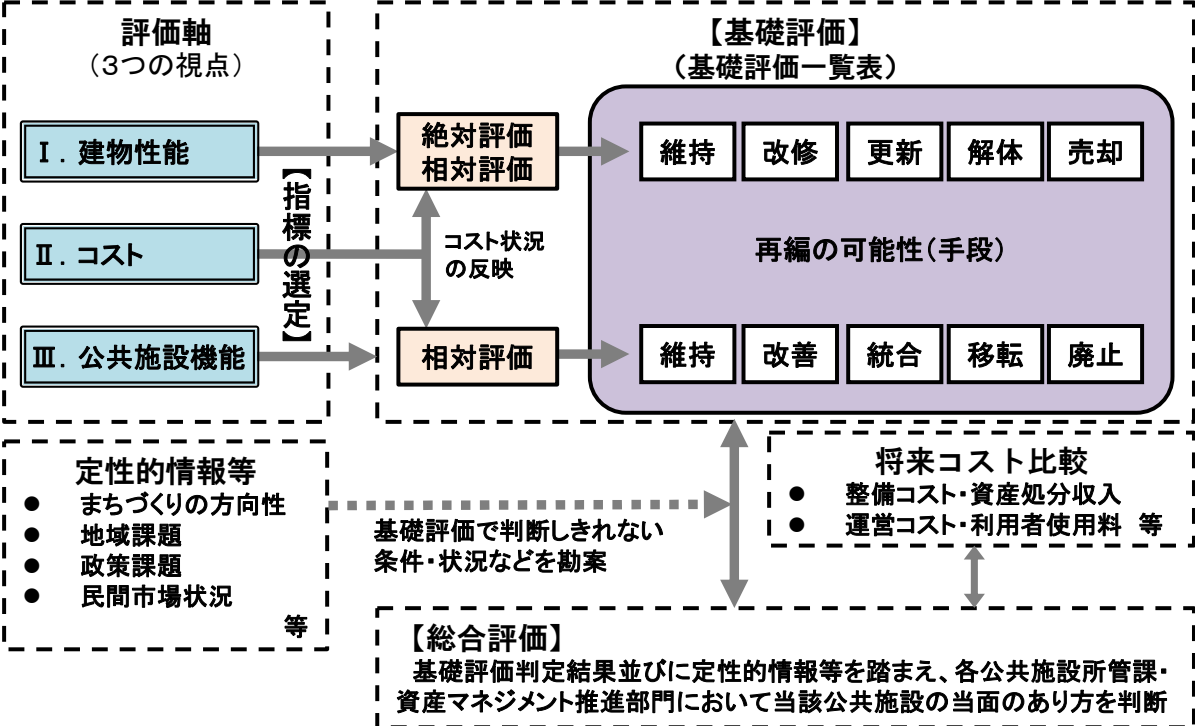 評価軸
（3つの視点）
Ⅰ．建物性能
Ⅱ．コスト
Ⅲ．公共施設機能
【指標の選定】
【基礎評価】
（基礎評価一覧表）
絶対評価
相対評価
コスト状況
の反映
相対評価
維持 改修 更新 解体 売却
再編の可能性（手段）
維持 改善 統合 移転 廃止
定性的情報等
● まちづくりの方向性
● 地域課題
● 政策課題
● 民間市場状況
等
基礎評価で判断しきれない
条件・状況などを勘案
将来コスト比較
● 整備コスト・資産処分収入
● 運営コスト・利用者使用料 等
【総合評価】
基礎評価判定結果並びに定性的情報等を踏まえ、各公共施設所管課・
資産マネジメント推進部門において当該公共施設の当面のあり方を判断